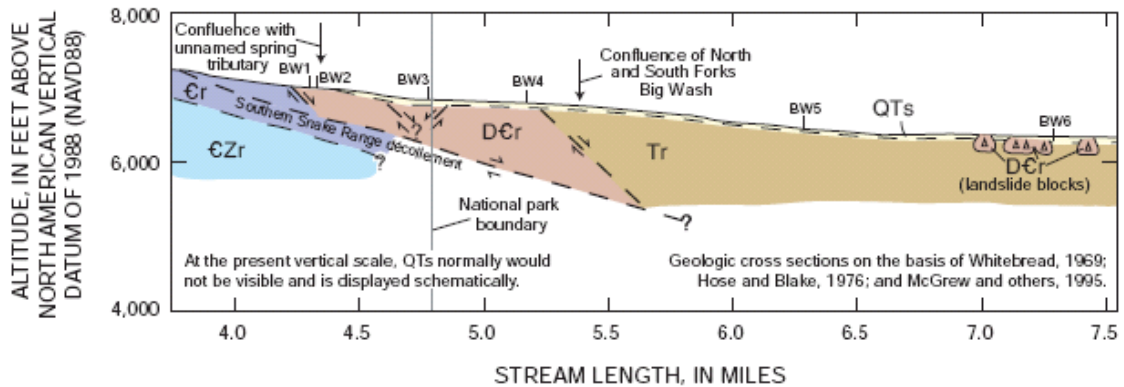 ALTITUDE, IN FEET ABOVE
NORTH AMERICAN VERTICAL
DATUM OF 1988 (NAVD88)
8,000
6,000
4,000
Confluence with
unnamed spring
tributary
BW1
BW2
BW3
BW4
Confluence of North
and South Forks
Big Wash
BW5
QTs
BW6
Єr
Southern Snake Range décollement
?
DЄr
Tr
DЄr
(landslide blocks)
ЄZr
?
?
National park
boundary
At the present vertical scale, QTs normally would
not be visible and is displayed schematically.
Geologic cross sections on the basis of Whitebread, 1969;
Hose and Blake, 1976; and McGrew and others, 1995.
4.0 4.5 5.0 5.5 6.0 6.5 7.0 7.5
STREAM LENGTH, IN MILES